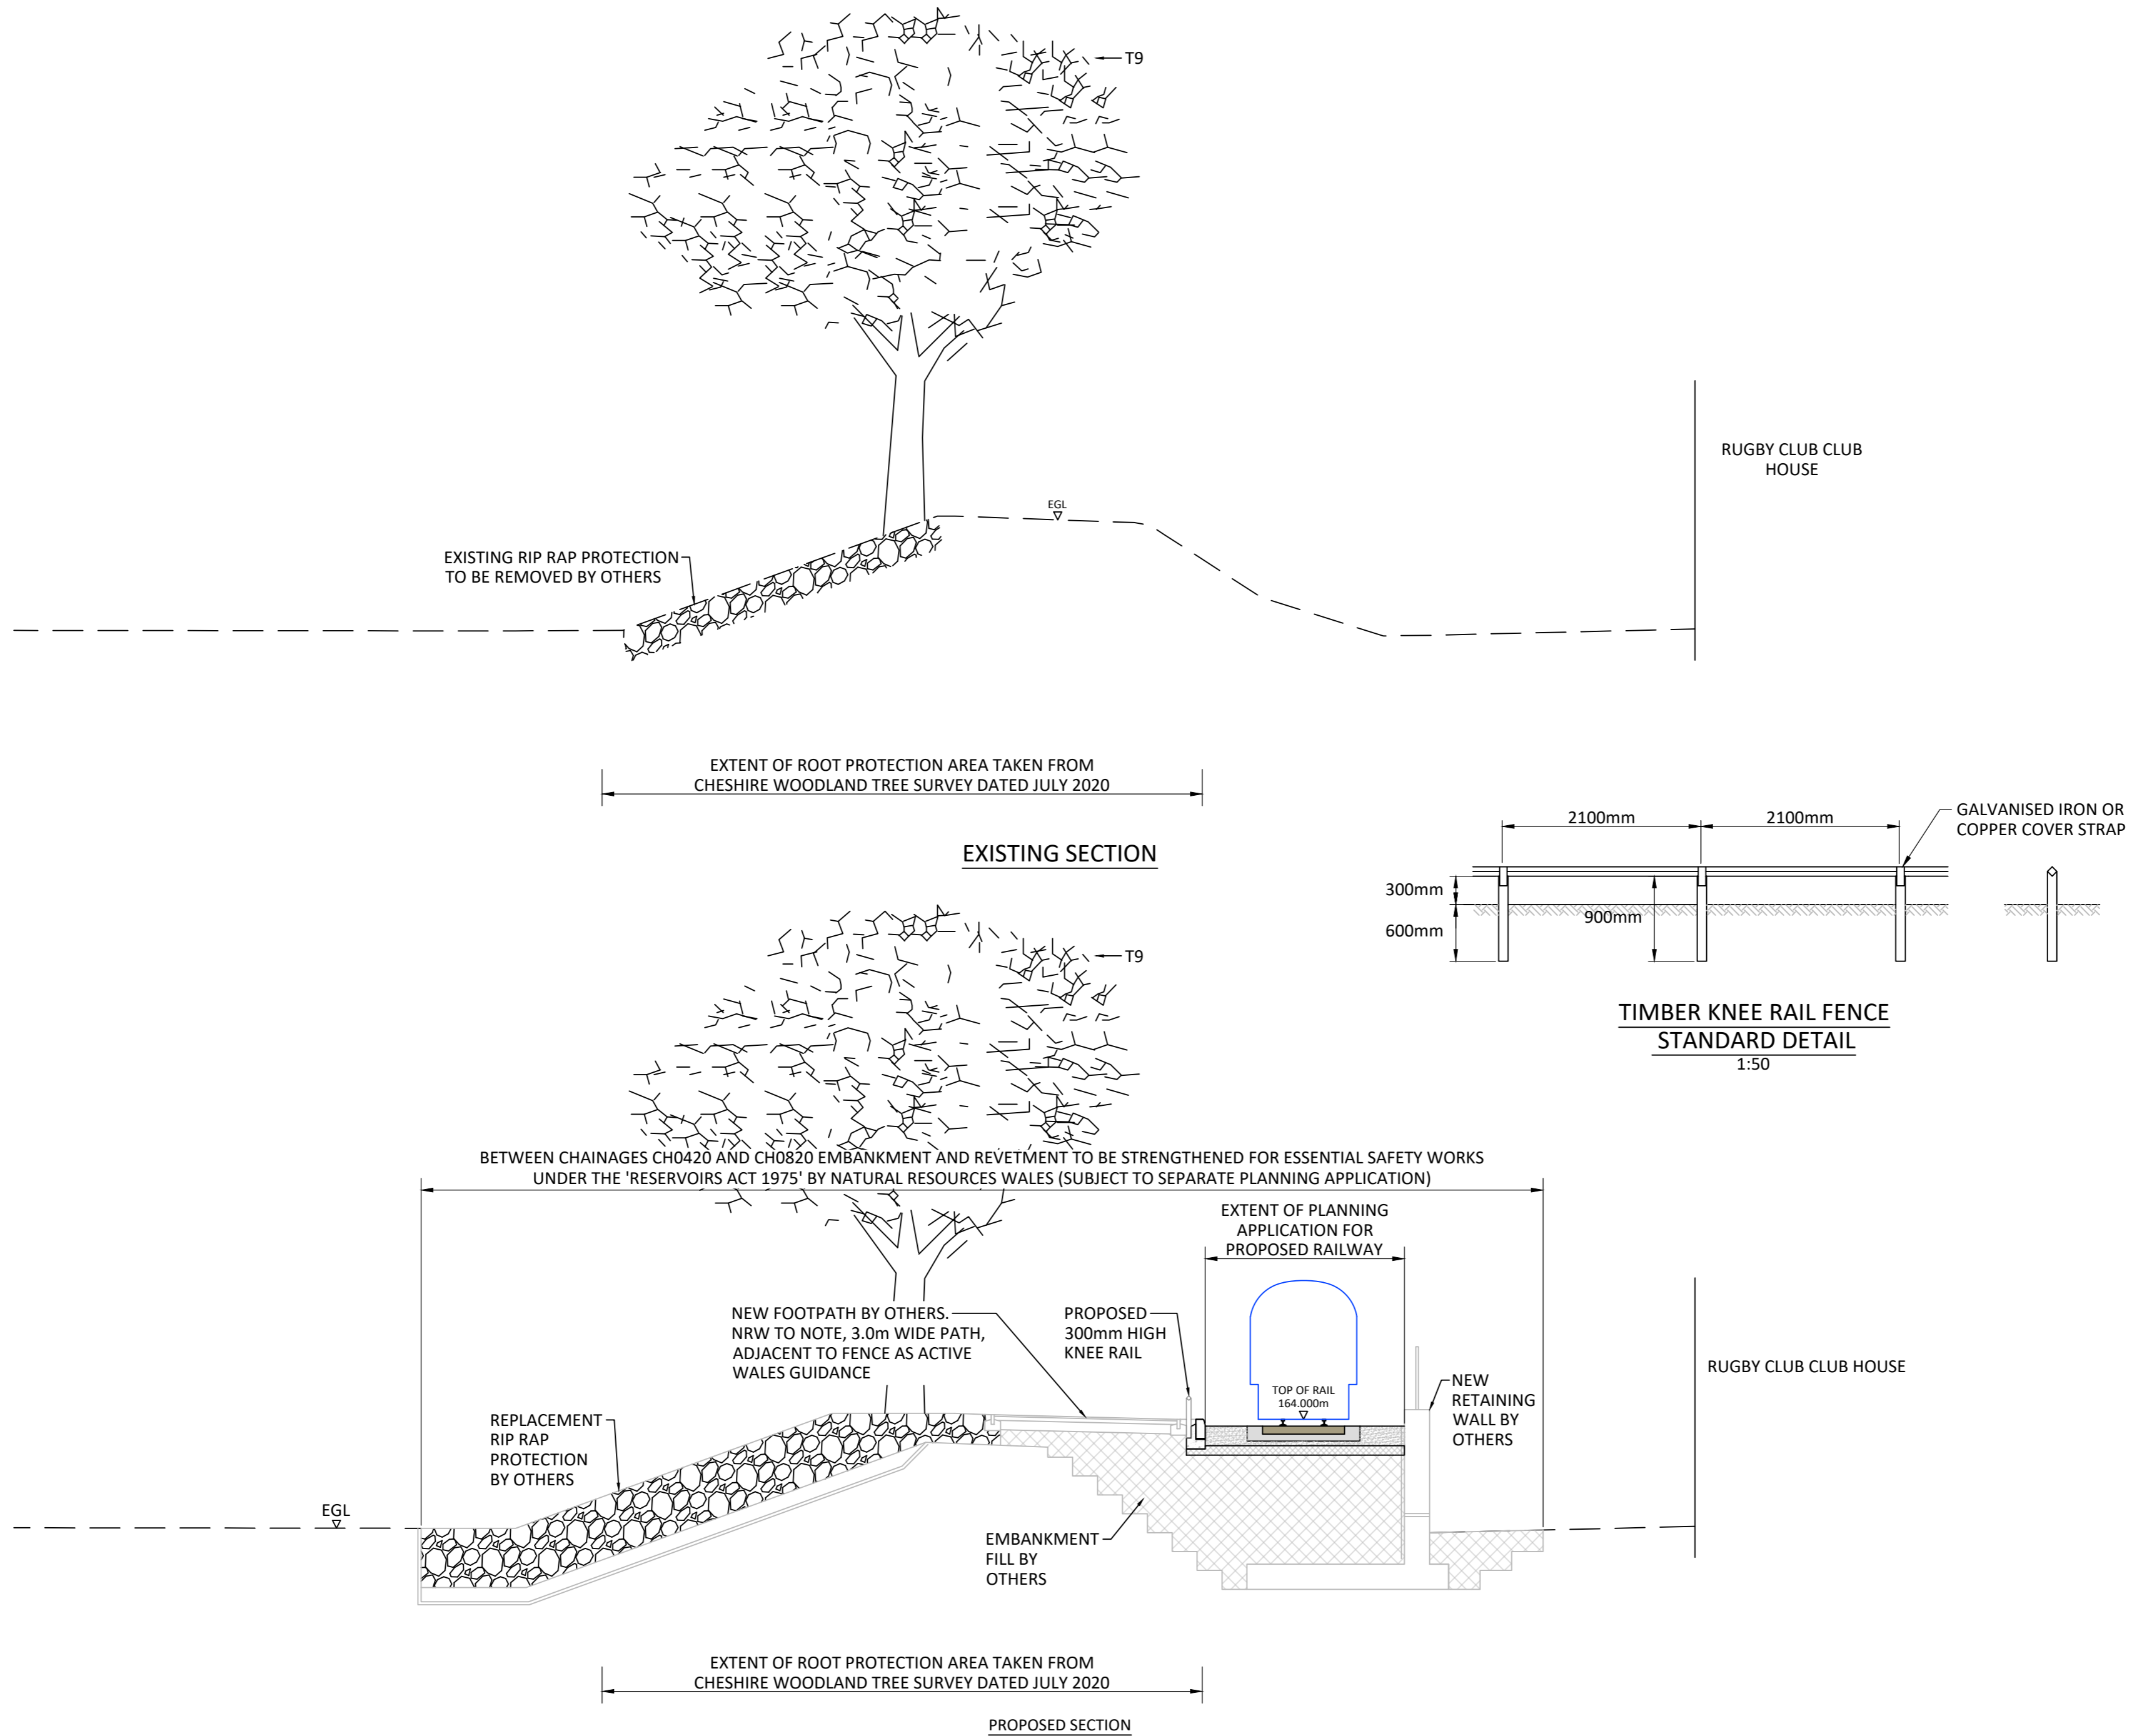 T9
RUGBY CLUB CLUB
HOUSE
EGL
EXISTING RIP RAP PROTECTION
TO BE REMOVED BY OTHERS
EXTENT OF ROOT PROTECTION AREA TAKEN FROM
CHESHIRE WOODLAND TREE SURVEY DATED JULY 2020
EXISTING SECTION
2100mm
2100mm
GALVANISED IRON OR
COPPER COVER STRAP
300mm
900mm
600mm
TIMBER KNEE RAIL FENCE
STANDARD DETAIL
1:50
T9
BETWEEN CHAINAGES CH0420 AND CH0820 EMBANKMENT AND REVETMENT TO BE STRENGTHENED FOR ESSENTIAL SAFETY WORKS
UNDER THE 'RESERVOIRS ACT 1975' BY NATURAL RESOURCES WALES (SUBJECT TO SEPARATE PLANNING APPLICATION)
EXTENT OF PLANNING
APPLICATION FOR
PROPOSED RAILWAY
NEW FOOTPATH BY OTHERS.
NRW TO NOTE, 3.0m WIDE PATH,
ADJACENT TO FENCE AS ACTIVE
WALES GUIDANCE
PROPOSED
300mm HIGH
KNEE RAIL
TOP OF RAIL
164.000m
RUGBY CLUB CLUB HOUSE
NEW
RETAINING
WALL BY
OTHERS
REPLACEMENT
RIP RAP
PROTECTION
BY OTHERS
EGL
EMBANKMENT
FILL BY
OTHERS
EXTENT OF ROOT PROTECTION AREA TAKEN FROM
CHESHIRE WOODLAND TREE SURVEY DATED JULY 2020
PROPOSED SECTION